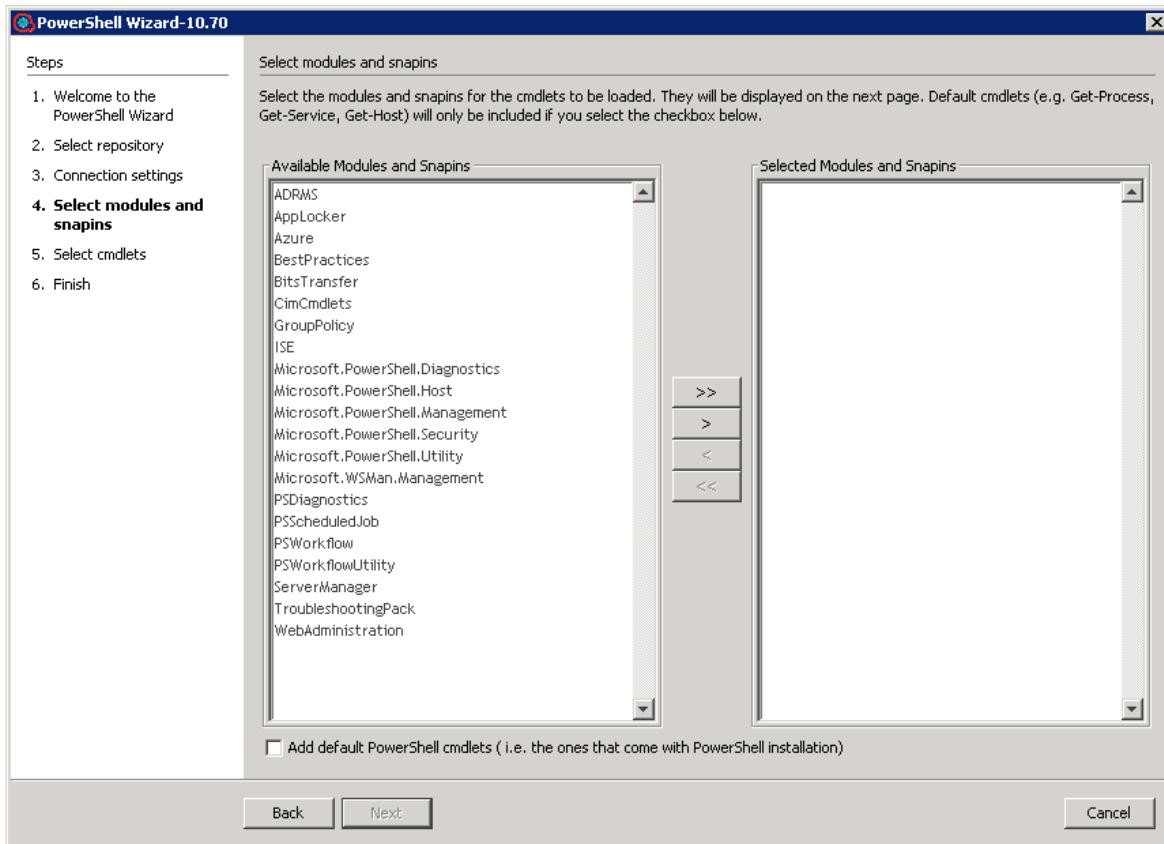 PowerShell Wizard-10.70
Steps
1. Welcome to the
PowerShell Wizard
2. Select repository
3. Connection settings
4. Select modules and
snapins
5. Select cmdlets
6. Finish
Select modules and snapins
Select the modules and snapins for the cmdlets to be loaded. They will be displayed on the next page. Default cmdlets (e.g. Get-Process,
Get-Service, Get-Host) will only be included if you select the checkbox below.
Available Modules and Snapins
ADRMS
AppLocker
Azure
BestPractices
BitsTransfer
CimCmdlets
GroupPolicy
ISE
Microsoft.PowerShell.Diagnostics
Microsoft.PowerShell.Host
Microsoft.PowerShell.Management
Microsoft.PowerShell.Security
Microsoft.PowerShell.Utility
Microsoft.WSMan.Management
PSDiagnostics
PSScheduledJob
PSWorkflow
PSWorkflowUtility
ServerManager
TroubleshootingPack
WebAdministration
>>
>
<
<<
Selected Modules and Snapins
Add default PowerShell cmdlets ( i.e. the ones that come with PowerShell installation)
Back
Next
Cancel